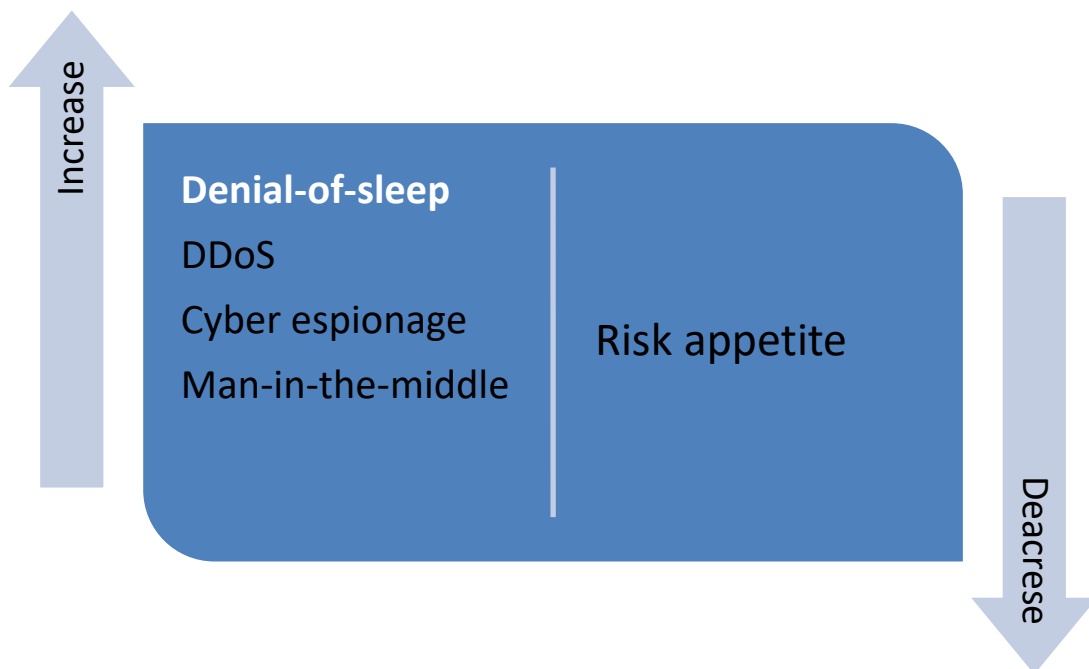 Increase
Denial-of-sleep
DDoS
Cyber espionage
Man-in-the-middle
Risk appetite
Deacrese